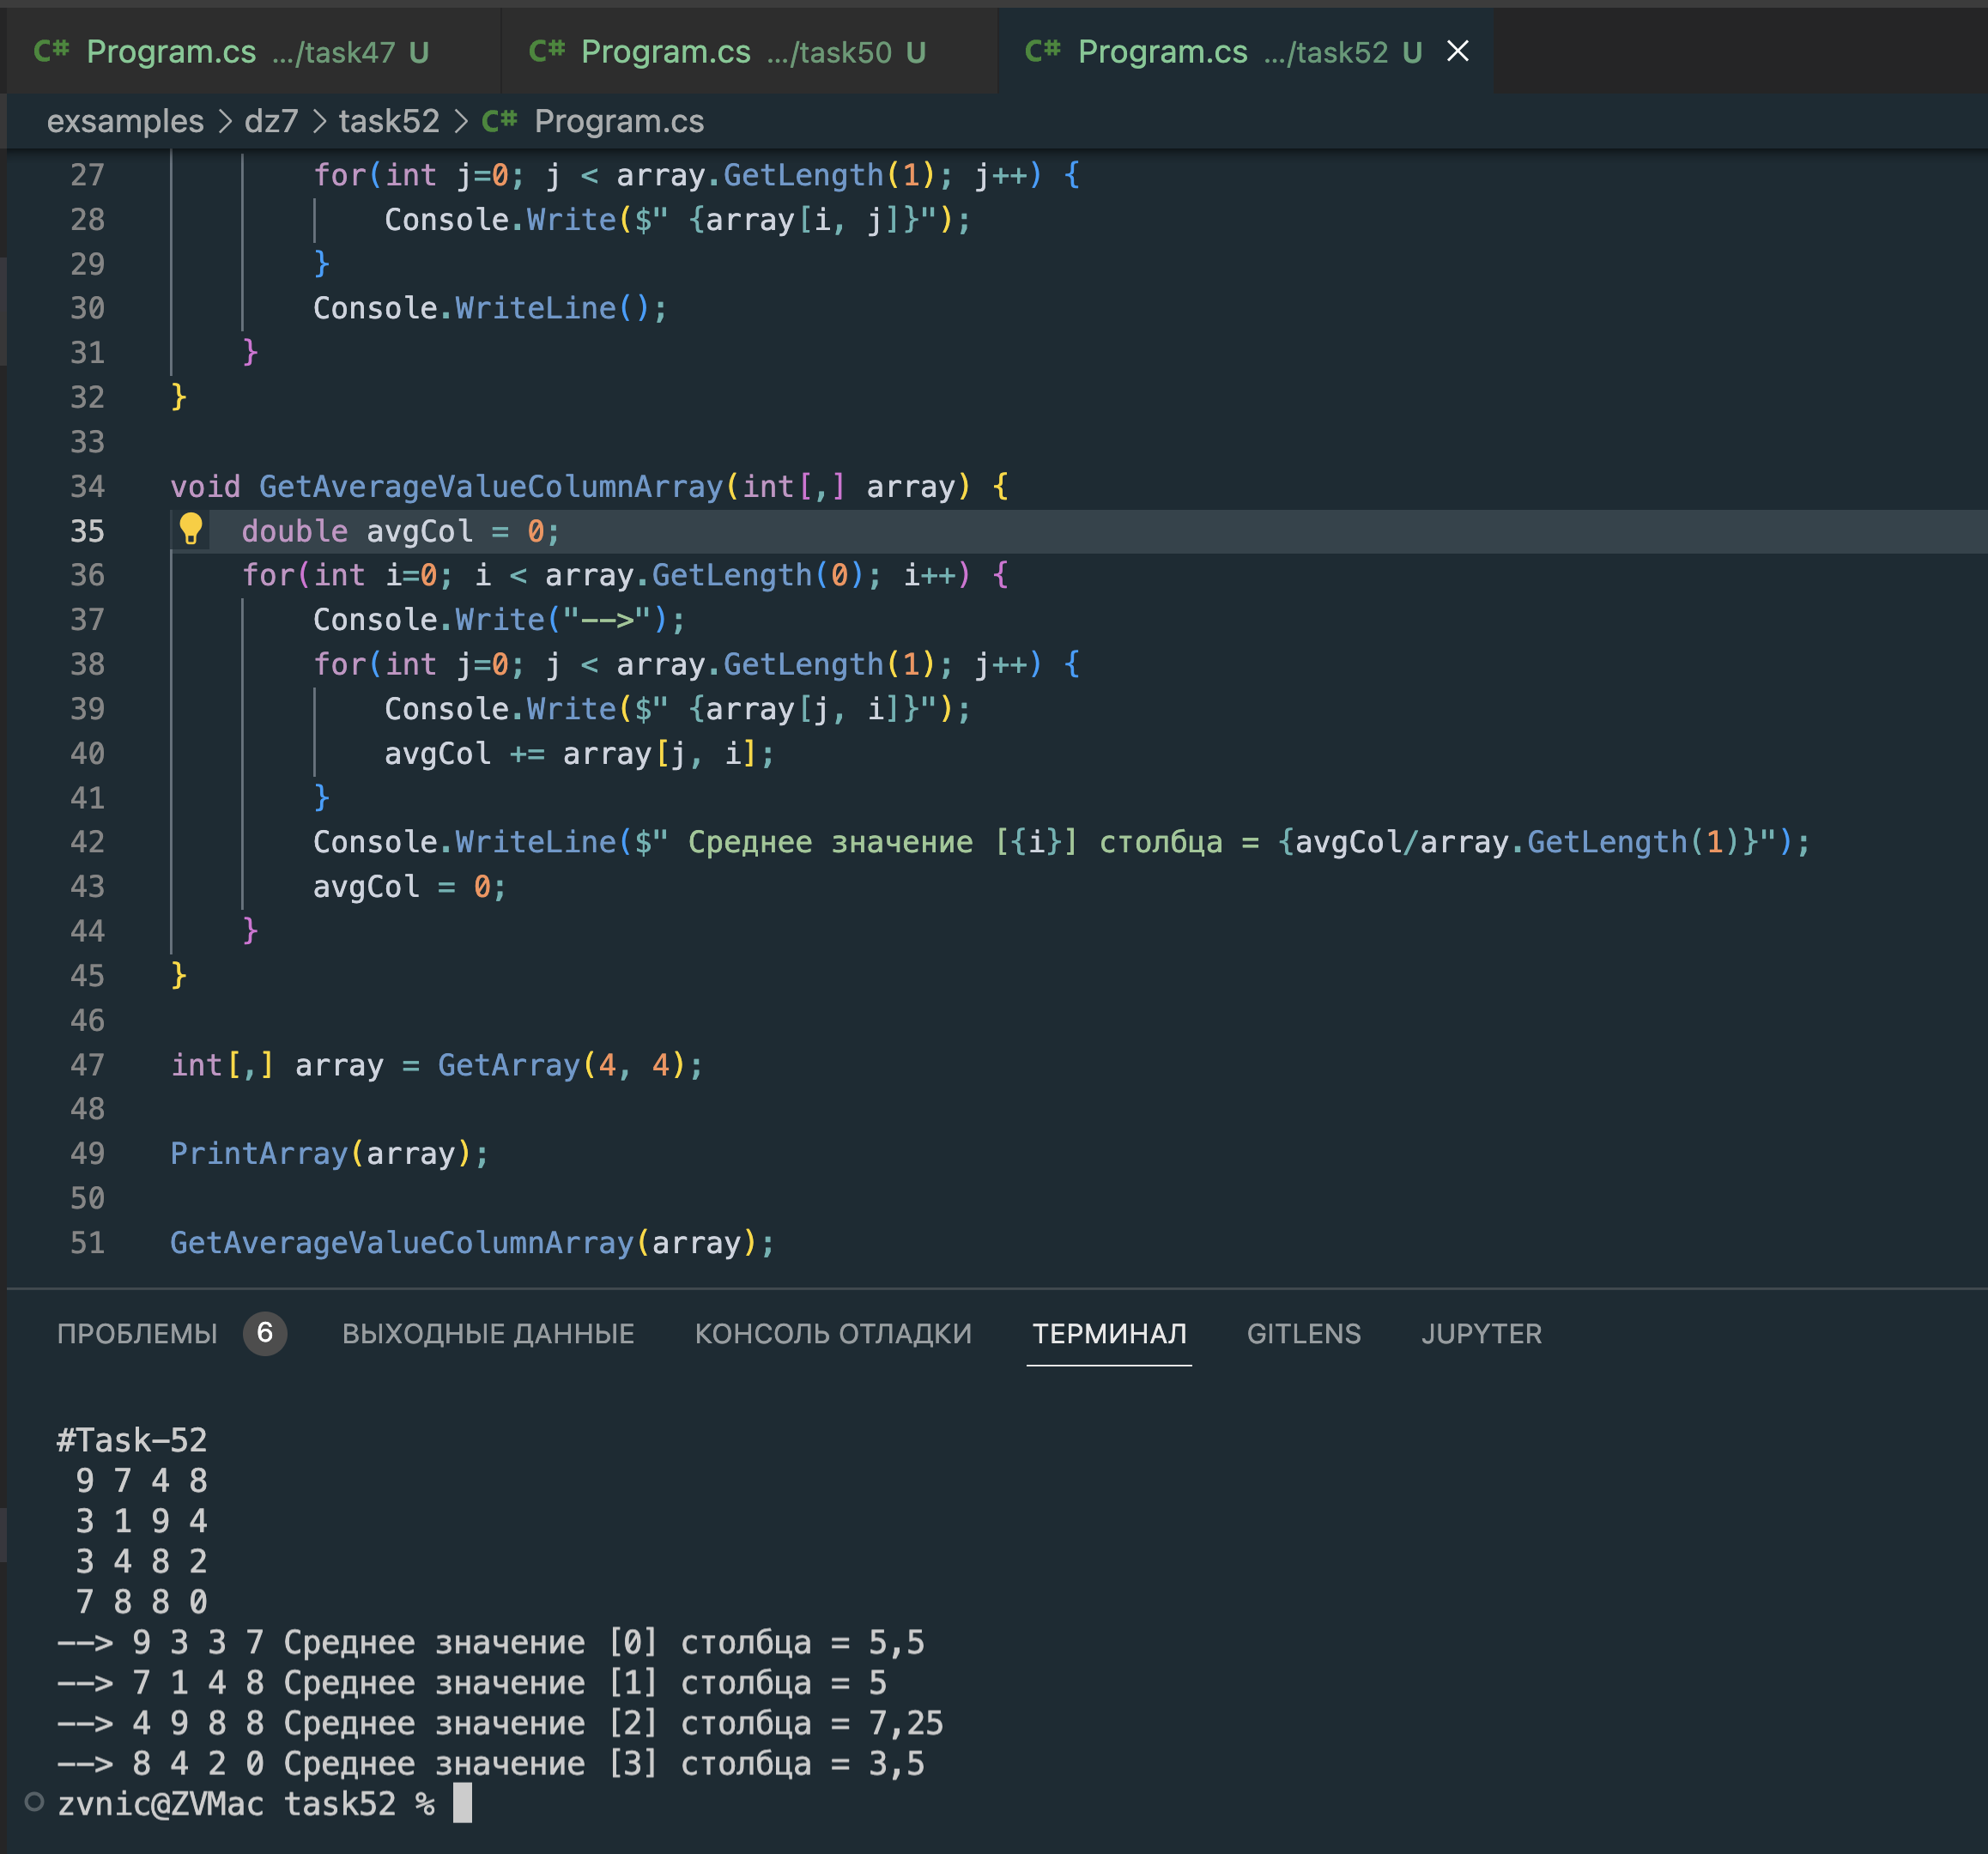 C# Program.cs .../task47 U C# Program.cs .../task50 U C# Program.cs .../task52 U
exsamples > dz7 > task52 > C# Program.cs
27 for(int j=0; j < array.GetLength(1); j++) {
28 Console.Write($" {array[i, j]}");
29 }
30 Console.WriteLine();
31 }
32 }
33
34 void GetAverageValueColumnArray(int[,] array) {
35 double avgCol = 0;
36 for(int i=0; i < array.GetLength(0); i++) {
37 Console.Write("-->");
38 for(int j=0; j < array.GetLength(1); j++) {
39 Console.Write($" {array[j, i]}");
40 avgCol += array[j, i];
41 }
42 Console.WriteLine($" Среднее значение [{i}] столбца = {avgCol/array.GetLength(1)}");
43 avgCol = 0;
44 }
45 }
46
47 int[,] array = GetArray(4, 4);
48
49 PrintArray(array);
50
51 GetAverageValueColumnArray(array);
ПРОБЛЕМЫ 6 ВЫХОДНЫЕ ДАННЫЕ КОНСОЛЬ ОТЛАДКИ ТЕРМИНАЛ GITLENS JUPYTER
#Task-52
9 7 4 8
3 1 9 4
3 4 8 2
7 8 8 0
--> 9 3 3 7 Среднее значение [0] столбца = 5,5
--> 7 1 4 8 Среднее значение [1] столбца = 5
--> 4 9 8 8 Среднее значение [2] столбца = 7,25
--> 8 4 2 0 Среднее значение [3] столбца = 3,5
zvnic@ZVMac task52 %